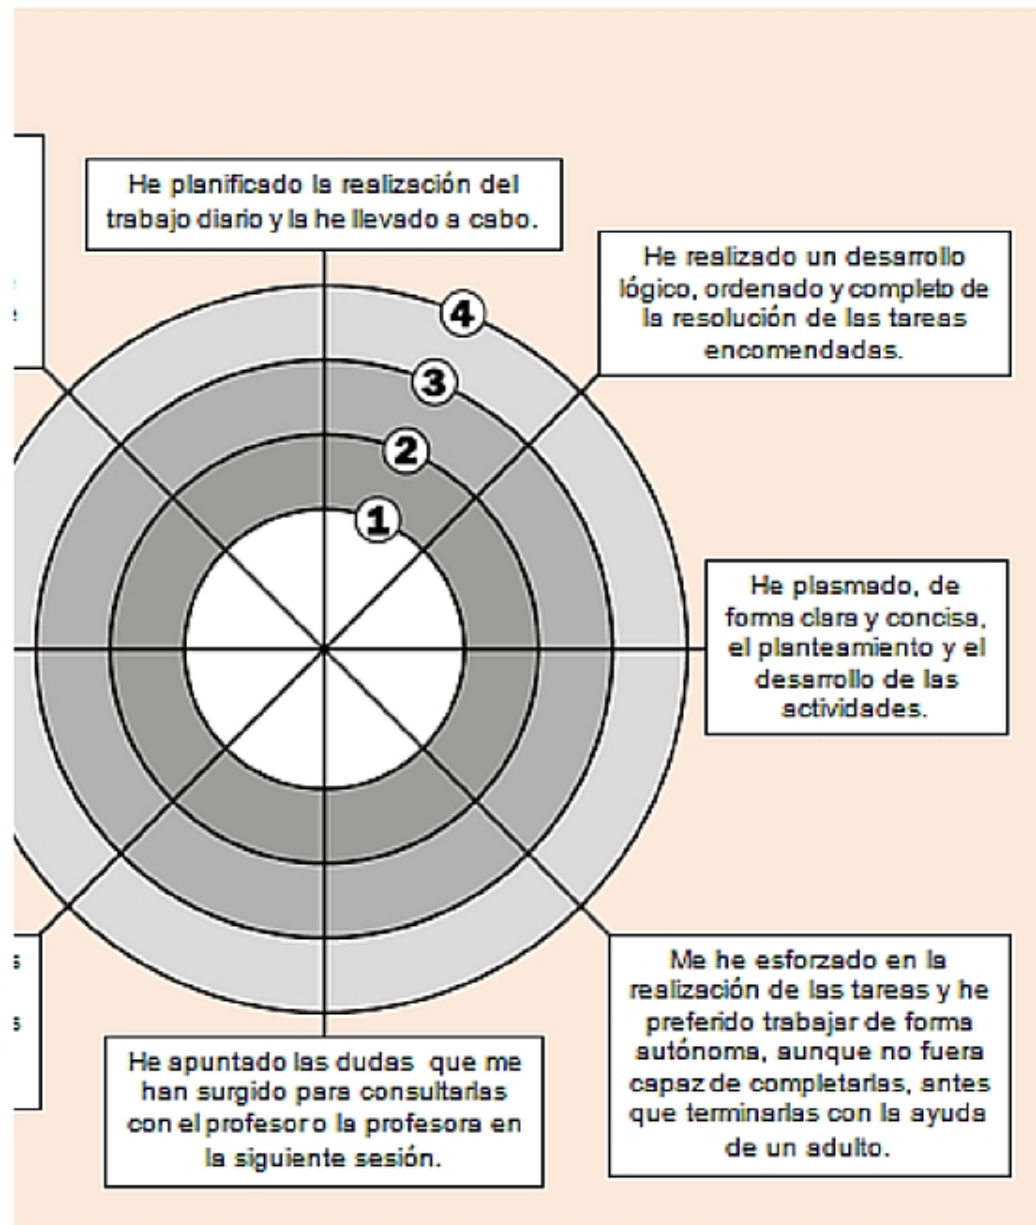 He planificado la realización del
trabajo diario y la he llevado a cabo.
He realizado un desarrollo
lógico, ordenado y completo de
la resolución de las tareas
encomendadas.
4
3
2
1
He plasmado, de
forma clara y concisa,
el planteamiento y el
desarrollo de las
actividades.
Me he esforzado en la
realización de las tareas y he
preferido trabajar de forma
autónoma, aunque no fuera
capaz de completarlas, antes
que terminarlas con la ayuda
de un adulto.
He apuntado las dudas que me
han surgido para consultarlas
con el profesor o la profesora en
la siguiente sesión.